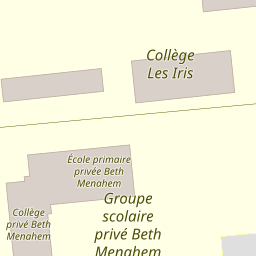 Collège
Les Iris
École primaire
privée Beth
Menahem
Groupe
scolaire
privé Beth
Menahem
Collège
privé Beth
Menahem